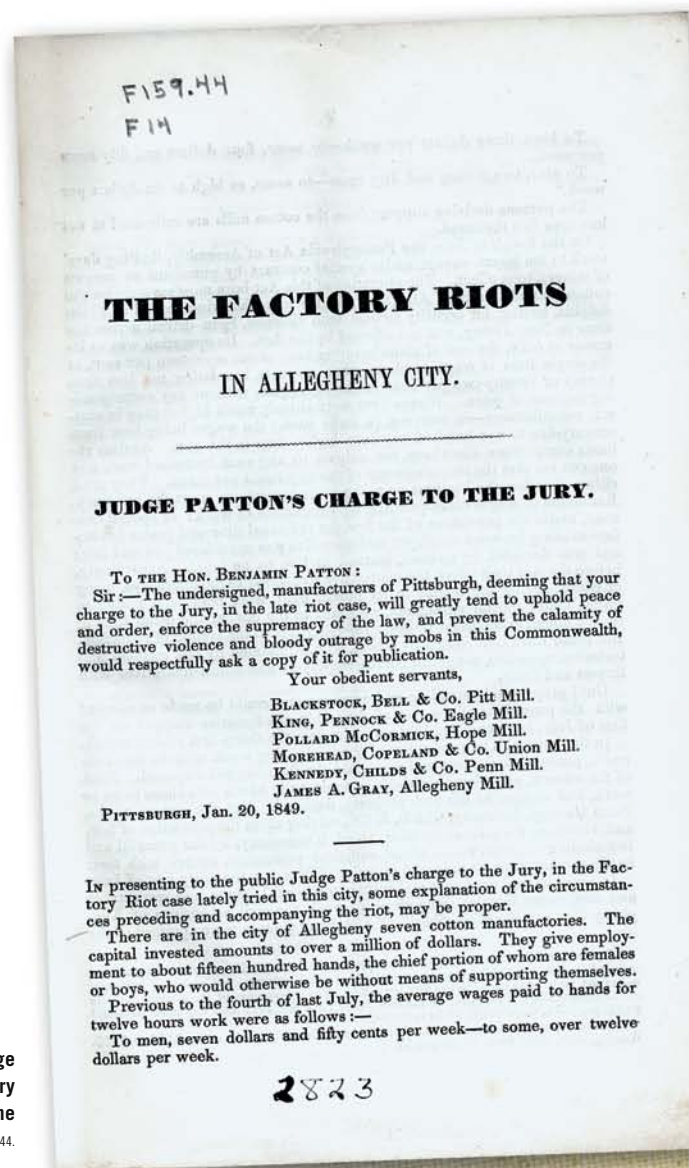 F159.44
F14
THE FACTORY RIOTS
IN ALLEGHENY CITY.
JUDGE PATTON'S CHARGE TO THE JURY.
TO THE HON. BENJAMIN PATTON:
Sir:—The undersigned, manufacturers of Pittsburgh, deeming that your
charge to the Jury, in the late riot case, will greatly tend to uphold peace
and order, enforce the supremacy of the law, and prevent the calamity of
destructive violence and bloody outrage by mobs in this Commonwealth,
would respectfully ask a copy of it for publication.
Your obedient servants,
BLACKSTOCK, BELL & Co. Pitt Mill.
KING, PENNOCK & Co. Eagle Mill.
POLLARD MCCORMICK, Hope Mill.
MOREHEAD, COPELAND & Co. Union Mill.
KENNEDY, CHILDS & Co. Penn Mill.
JAMES A. GRAY, Allegheny Mill.
PITTSBURGH, Jan. 20, 1849.
IN presenting to the public Judge Patton's charge to the Jury, in the Fac-
tory Riot case lately tried in this city, some explanation of the circumstan-
ces preceding and accompanying the riot, may be proper.
There are in the city of Allegheny seven cotton manufactories. The
capital invested amounts to over a million of dollars. They give employ-
ment to about fifteen hundred hands, the chief portion of whom are females
or boys, who would otherwise be without means of supporting themselves.
Previous to the fourth of last July, the average wages paid to hands for
twelve hours work were as follows:—
To men, seven dollars and fifty cents per week—to some, over twelve
dollars per week.
2823
ge
ry
ne
44.